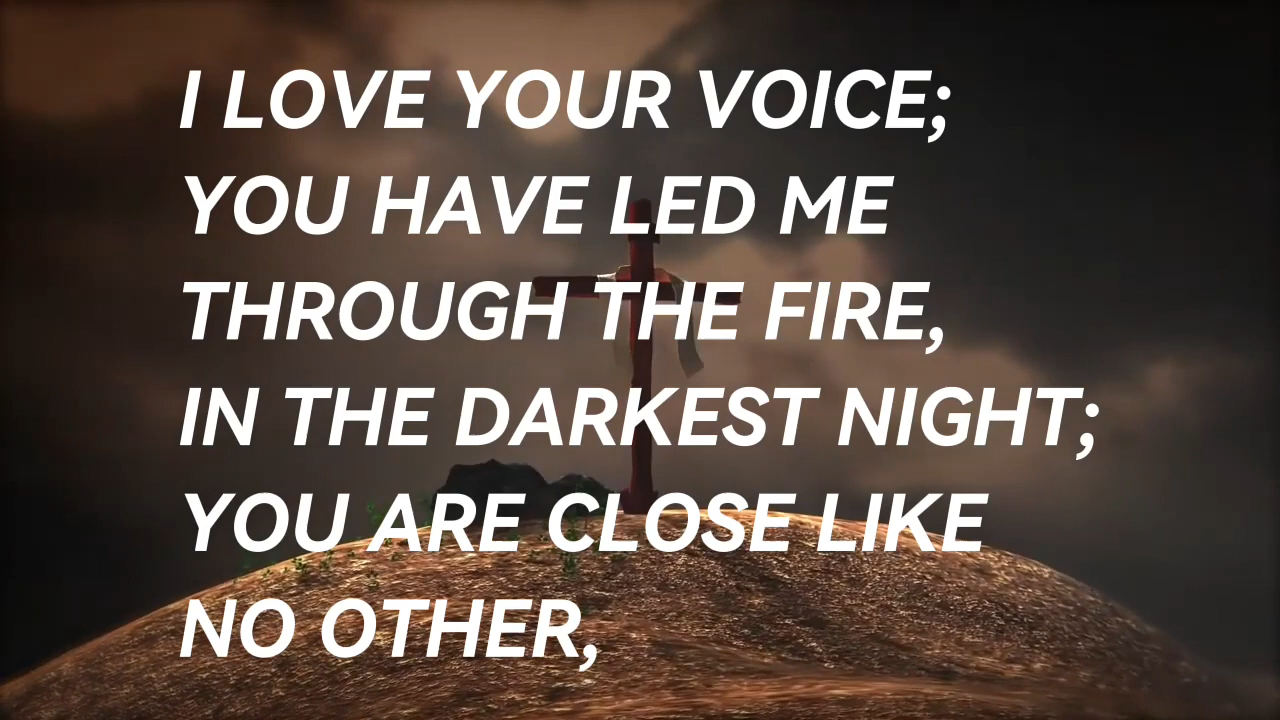 I LOVE YOUR VOICE;
YOU HAVE LED ME
THROUGH THE FIRE,
IN THE DARKEST NIGHT;
YOU ARE CLOSE LIKE
NO OTHER,